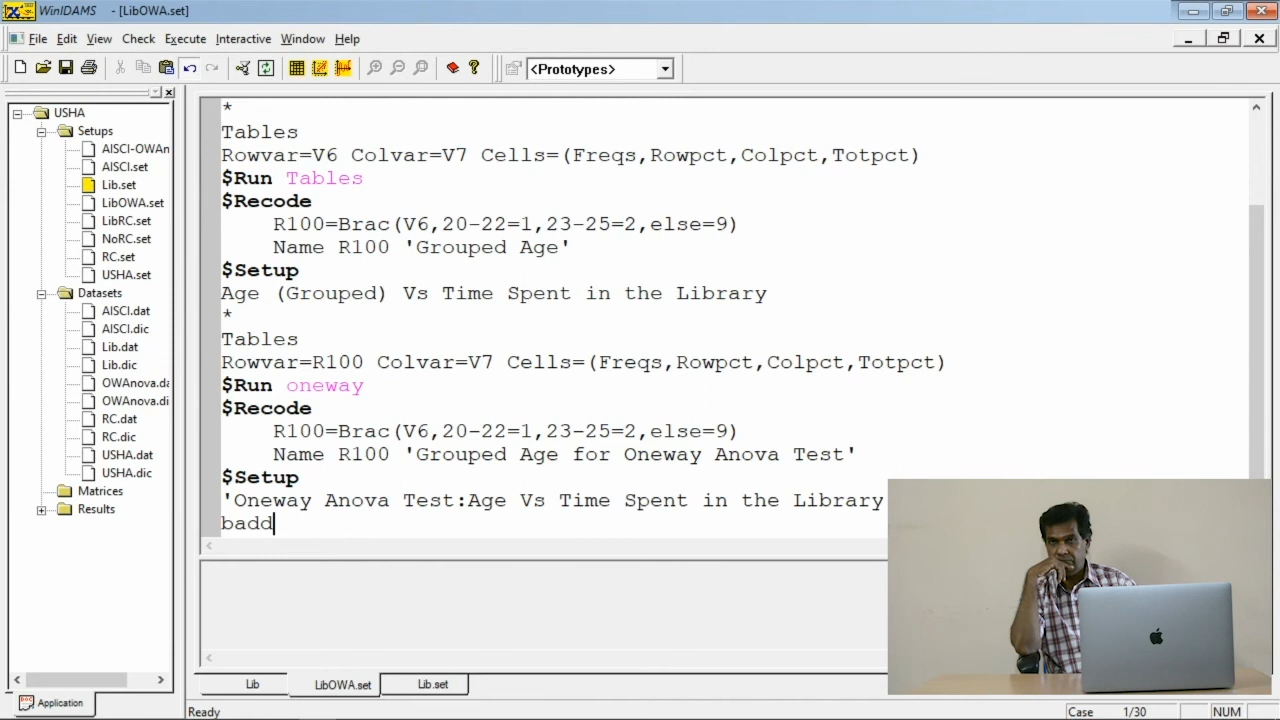 WinIDAMS - [LibOWA.set]
File Edit View Check Execute Interactive Window Help
<Prototypes>
USHA
Setups
AISCI-OWAn
AISCI.set
Lib.set
LibOWA.set
LibRC.set
NoRC.set
RC.set
USHA.set
Datasets
AISCI.dat
AISCI.dic
Lib.dat
Lib.dic
OWAnova.da
OWAnova.di
RC.dat
RC.dic
USHA.dat
USHA.dic
Matrices
Results
Application
*
Tables
Rowvar=V6 Colvar=V7 Cells=(Freqs,Rowpct,Colpct,Totpct)
$Run Tables
$Recode
R100=Brac(V6,20-22=1,23-25=2,else=9)
Name R100 'Grouped Age'
$Setup
Age (Grouped) Vs Time Spent in the Library
*
Tables
Rowvar=R100 Colvar=V7 Cells=(Freqs,Rowpct,Colpct,Totpct)
$Run oneway
$Recode
R100=Brac(V6,20-22=1,23-25=2,else=9)
Name R100 'Grouped Age for Oneway Anova Test'
$Setup
'Oneway Anova Test:Age Vs Time Spent in the Library
badd
Lib LibOWA.set Lib.set
Ready Case 1/30 NUM